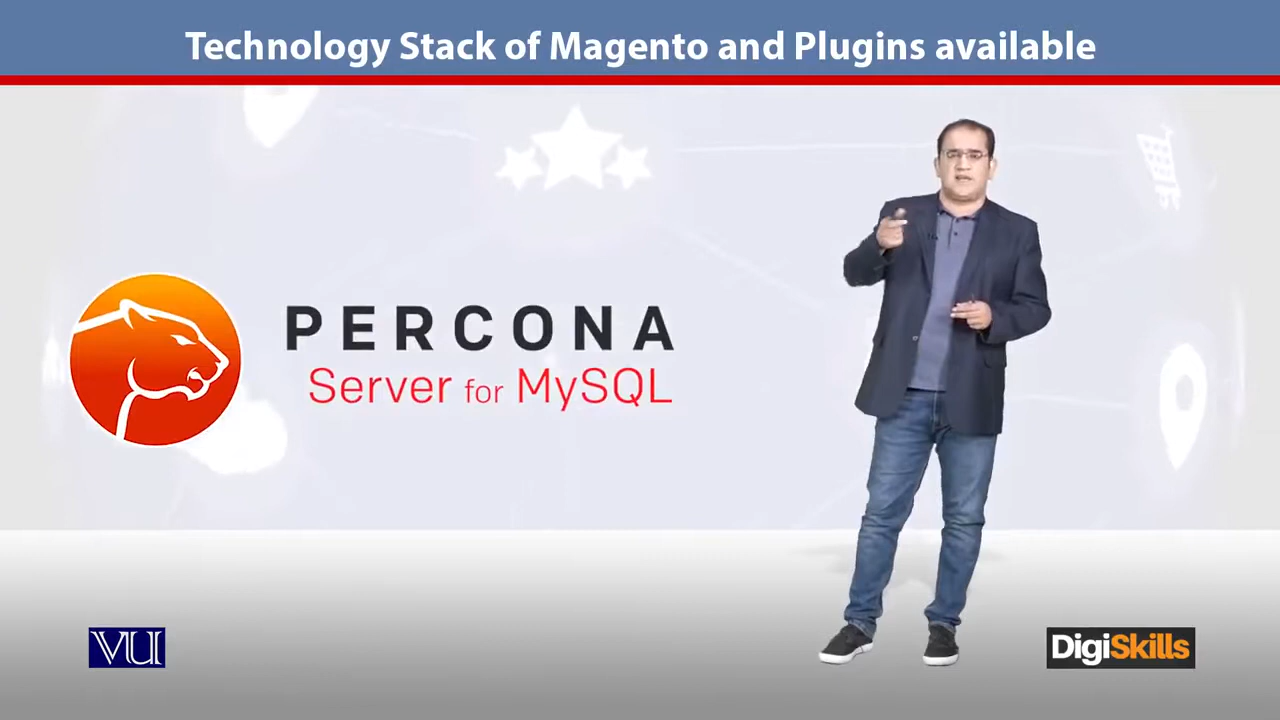 Technology Stack of Magento and Plugins available
PERCONA
Server for MySQL
VU
DigiSkills